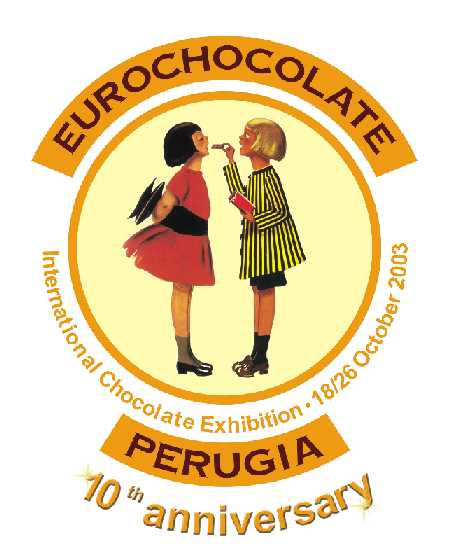 EUROCHOCOLATE
International Chocolate Exhibition • 18/26 October 2003
PERUGIA
10th anniversary